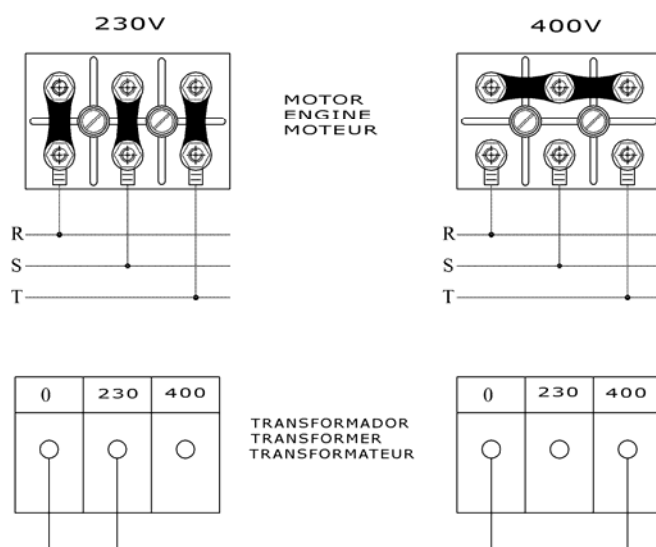 230V
400V
MOTOR
ENGINE
MOTEUR
R
S
T
R
S
T
0 230 400
TRANSFORMADOR
TRANSFORMER
TRANSFORMATEUR
0 230 400